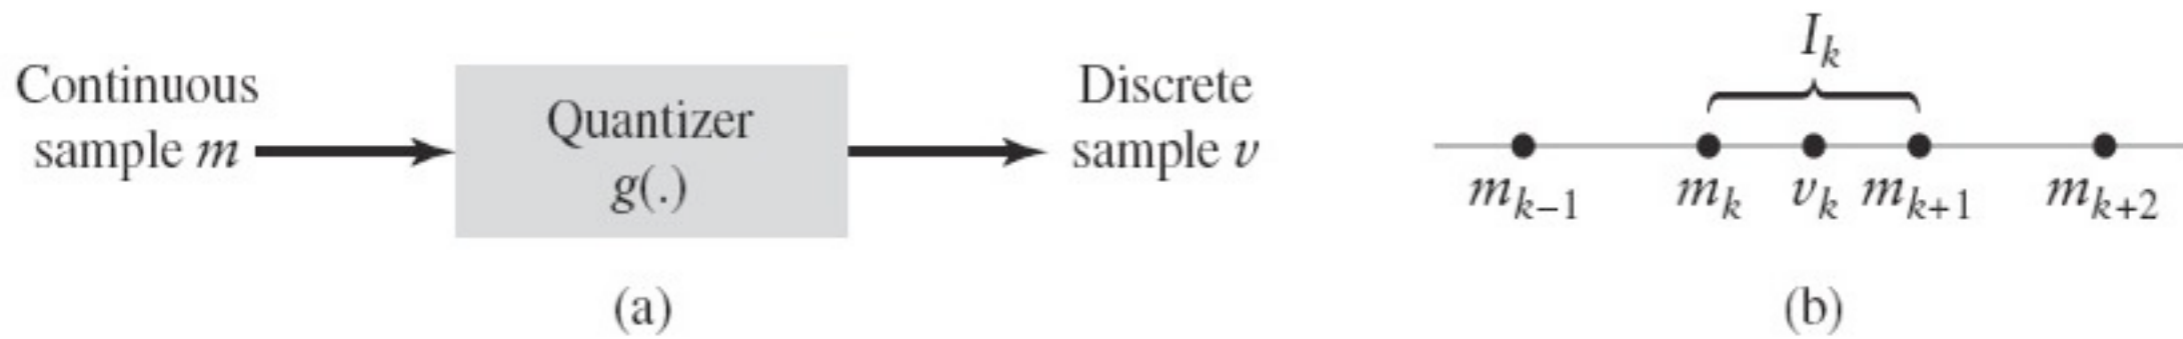 Continuous
sample m
Quantizer
g(.)
Discrete
sample v
(a)
I_k
m_{k-1} m_k v_k m_{k+1} m_{k+2}
(b)